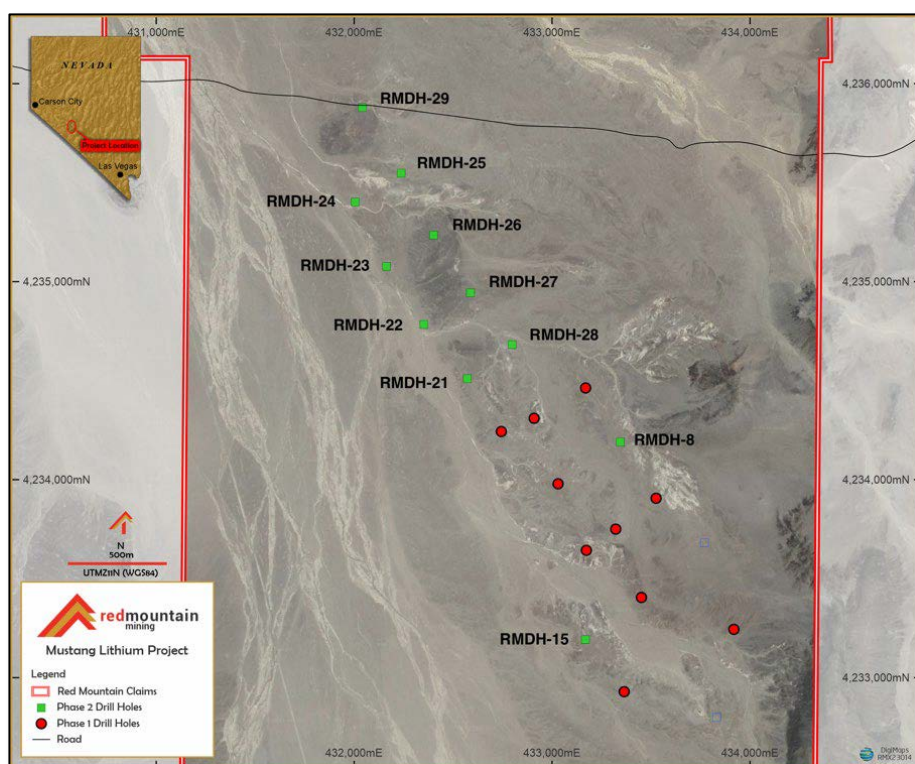 431,000mE
432,000mE
433,000mE
434,000mE
NEVADA
Carson City
Project Location
Las Vegas
4,236,000mN
RMDH-29
RMDH-25
RMDH-24
RMDH-26
RMDH-23
4,235,000mN
4,235,000mN
RMDH-27
RMDH-22
RMDH-28
RMDH-21
RMDH-8
4,234,000mN
4,234,000mN
N
500m
UTMZ11N (WGS84)
redmountain
mining
Mustang Lithium Project
Legend
Red Mountain Claims
Phase 2 Drill Holes
Phase 1 Drill Holes
Road
RMDH-15
4,233,000mN
432,000mE
433,000mE
434,000mE
DigiMaps
RMX23014